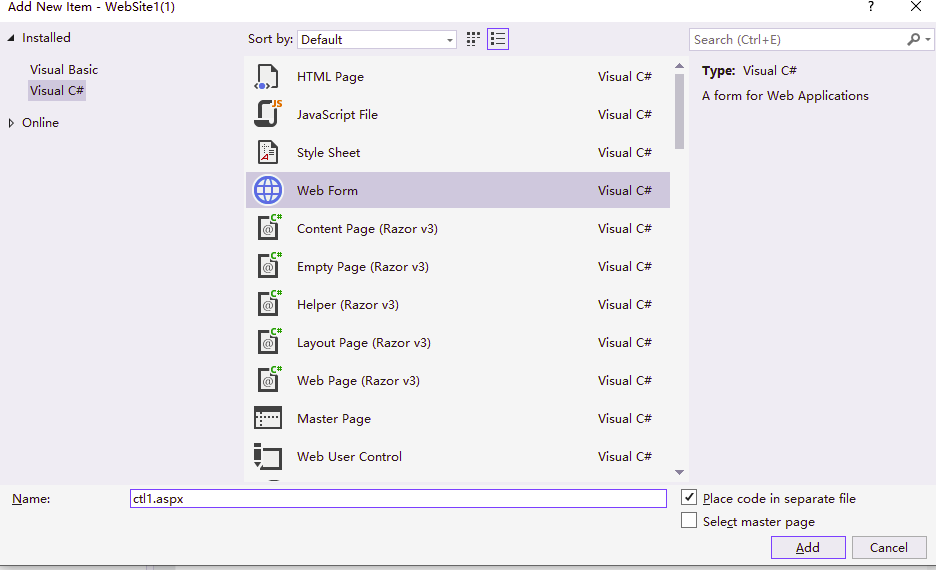 Add New Item - WebSite1(1)
?
Installed
Sort by: Default
Search (Ctrl+E)
Visual Basic
Visual C#
Online
HTML Page Visual C#
JavaScript File Visual C#
Style Sheet Visual C#
Web Form Visual C#
Content Page (Razor v3) Visual C#
Empty Page (Razor v3) Visual C#
Helper (Razor v3) Visual C#
Layout Page (Razor v3) Visual C#
Web Page (Razor v3) Visual C#
Master Page Visual C#
Web User Control Visual C#
Type: Visual C#
A form for Web Applications
Name: ctl1.aspx
Place code in separate file
Select master page
Add Cancel